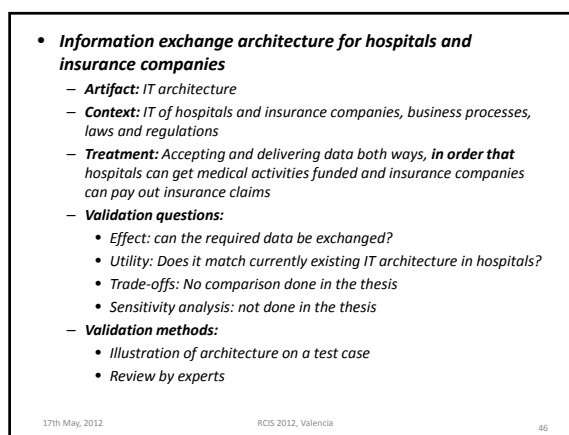 • Information exchange architecture for hospitals and
insurance companies
– Artifact: IT architecture
– Context: IT of hospitals and insurance companies, business processes,
laws and regulations
– Treatment: Accepting and delivering data both ways, in order that
hospitals can get medical activities funded and insurance companies
can pay out insurance claims
– Validation questions:
• Effect: can the required data be exchanged?
• Utility: Does it match currently existing IT architecture in hospitals?
• Trade-offs: No comparison done in the thesis
• Sensitivity analysis: not done in the thesis
– Validation methods:
• Illustration of architecture on a test case
• Review by experts
17th May, 2012 RCIS 2012, Valencia 46